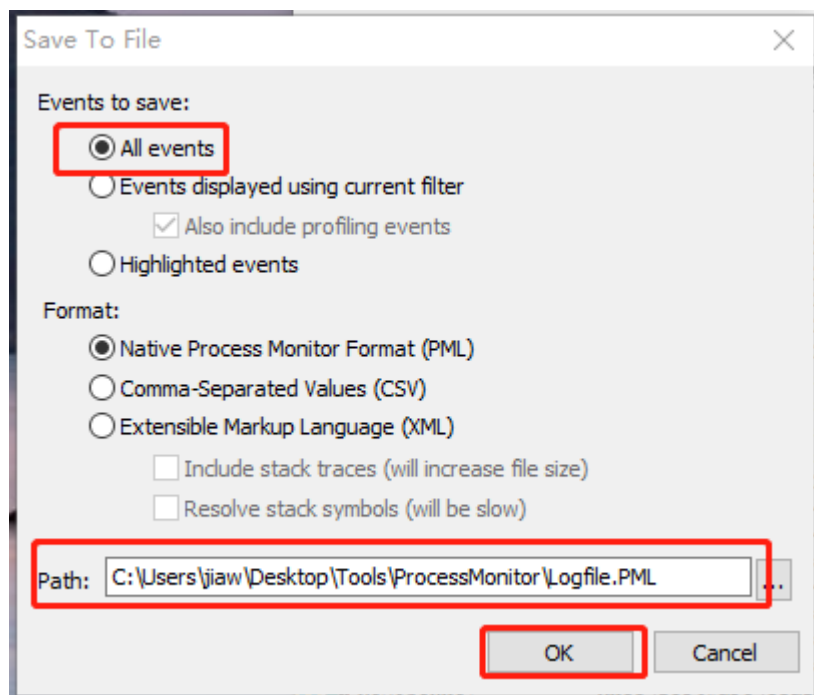 Save To File
Events to save:
All events
Events displayed using current filter
Also include profiling events
Highlighted events
Format:
Native Process Monitor Format (PML)
Comma-Separated Values (CSV)
Extensible Markup Language (XML)
Include stack traces (will increase file size)
Resolve stack symbols (will be slow)
Path: C:\Users\jiaw\Desktop\Tools\ProcessMonitor\Logfile.PML ...
OK Cancel